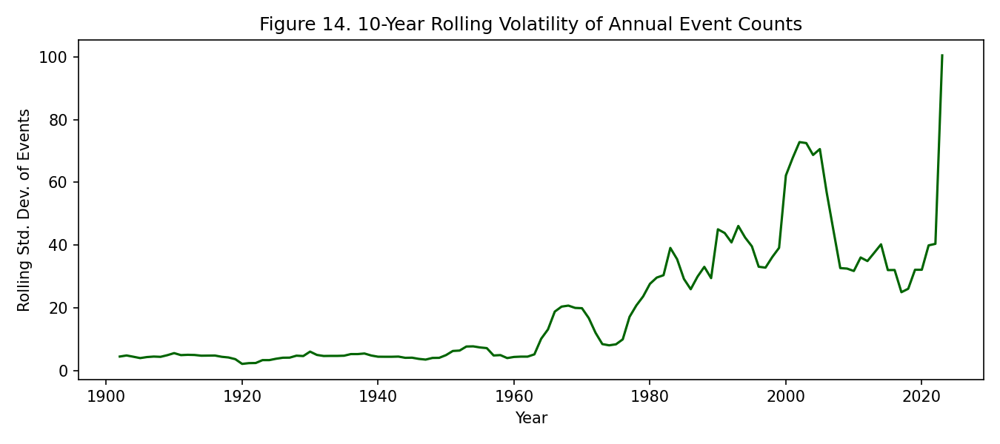 Figure 14. 10-Year Rolling Volatility of Annual Event Counts
Rolling Std. Dev. of Events
100
80
60
40
20
0
1900 1920 1940 1960 1980 2000 2020
Year